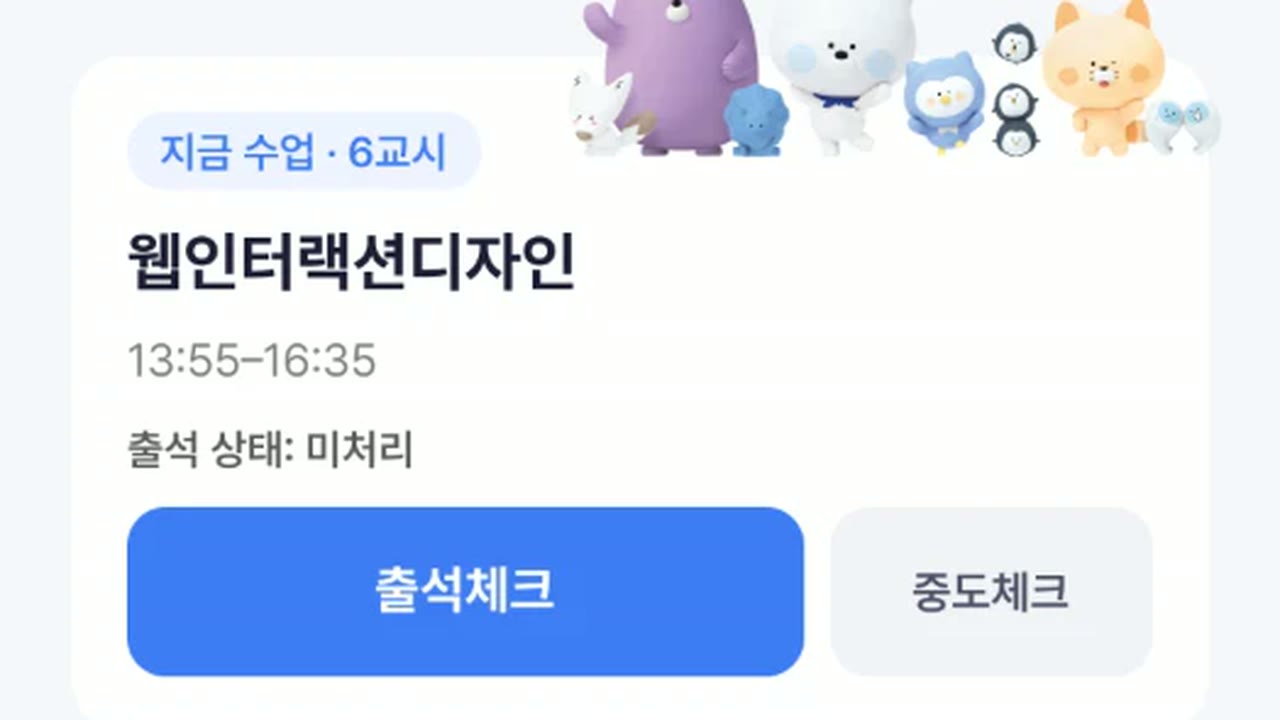 지금 수업 · 6교시
웹인터랙션디자인
13:55–16:35
출석 상태: 미처리
출석체크
중도체크